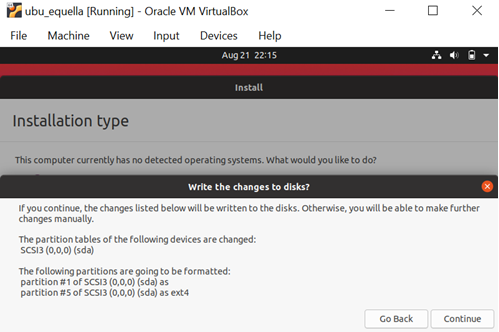 ubu_equella [Running] - Oracle VM VirtualBox
File Machine View Input Devices Help
Aug 21 22:15
Install
Installation type
This computer currently has no detected operating systems. What would you like to do?
Write the changes to disks?
If you continue, the changes listed below will be written to the disks. Otherwise, you will be able to make further
changes manually.
The partition tables of the following devices are changed:
SCSI3 (0,0,0) (sda)
The following partitions are going to be formatted:
partition #1 of SCSI3 (0,0,0) (sda) as
partition #5 of SCSI3 (0,0,0) (sda) as ext4
Go Back Continue